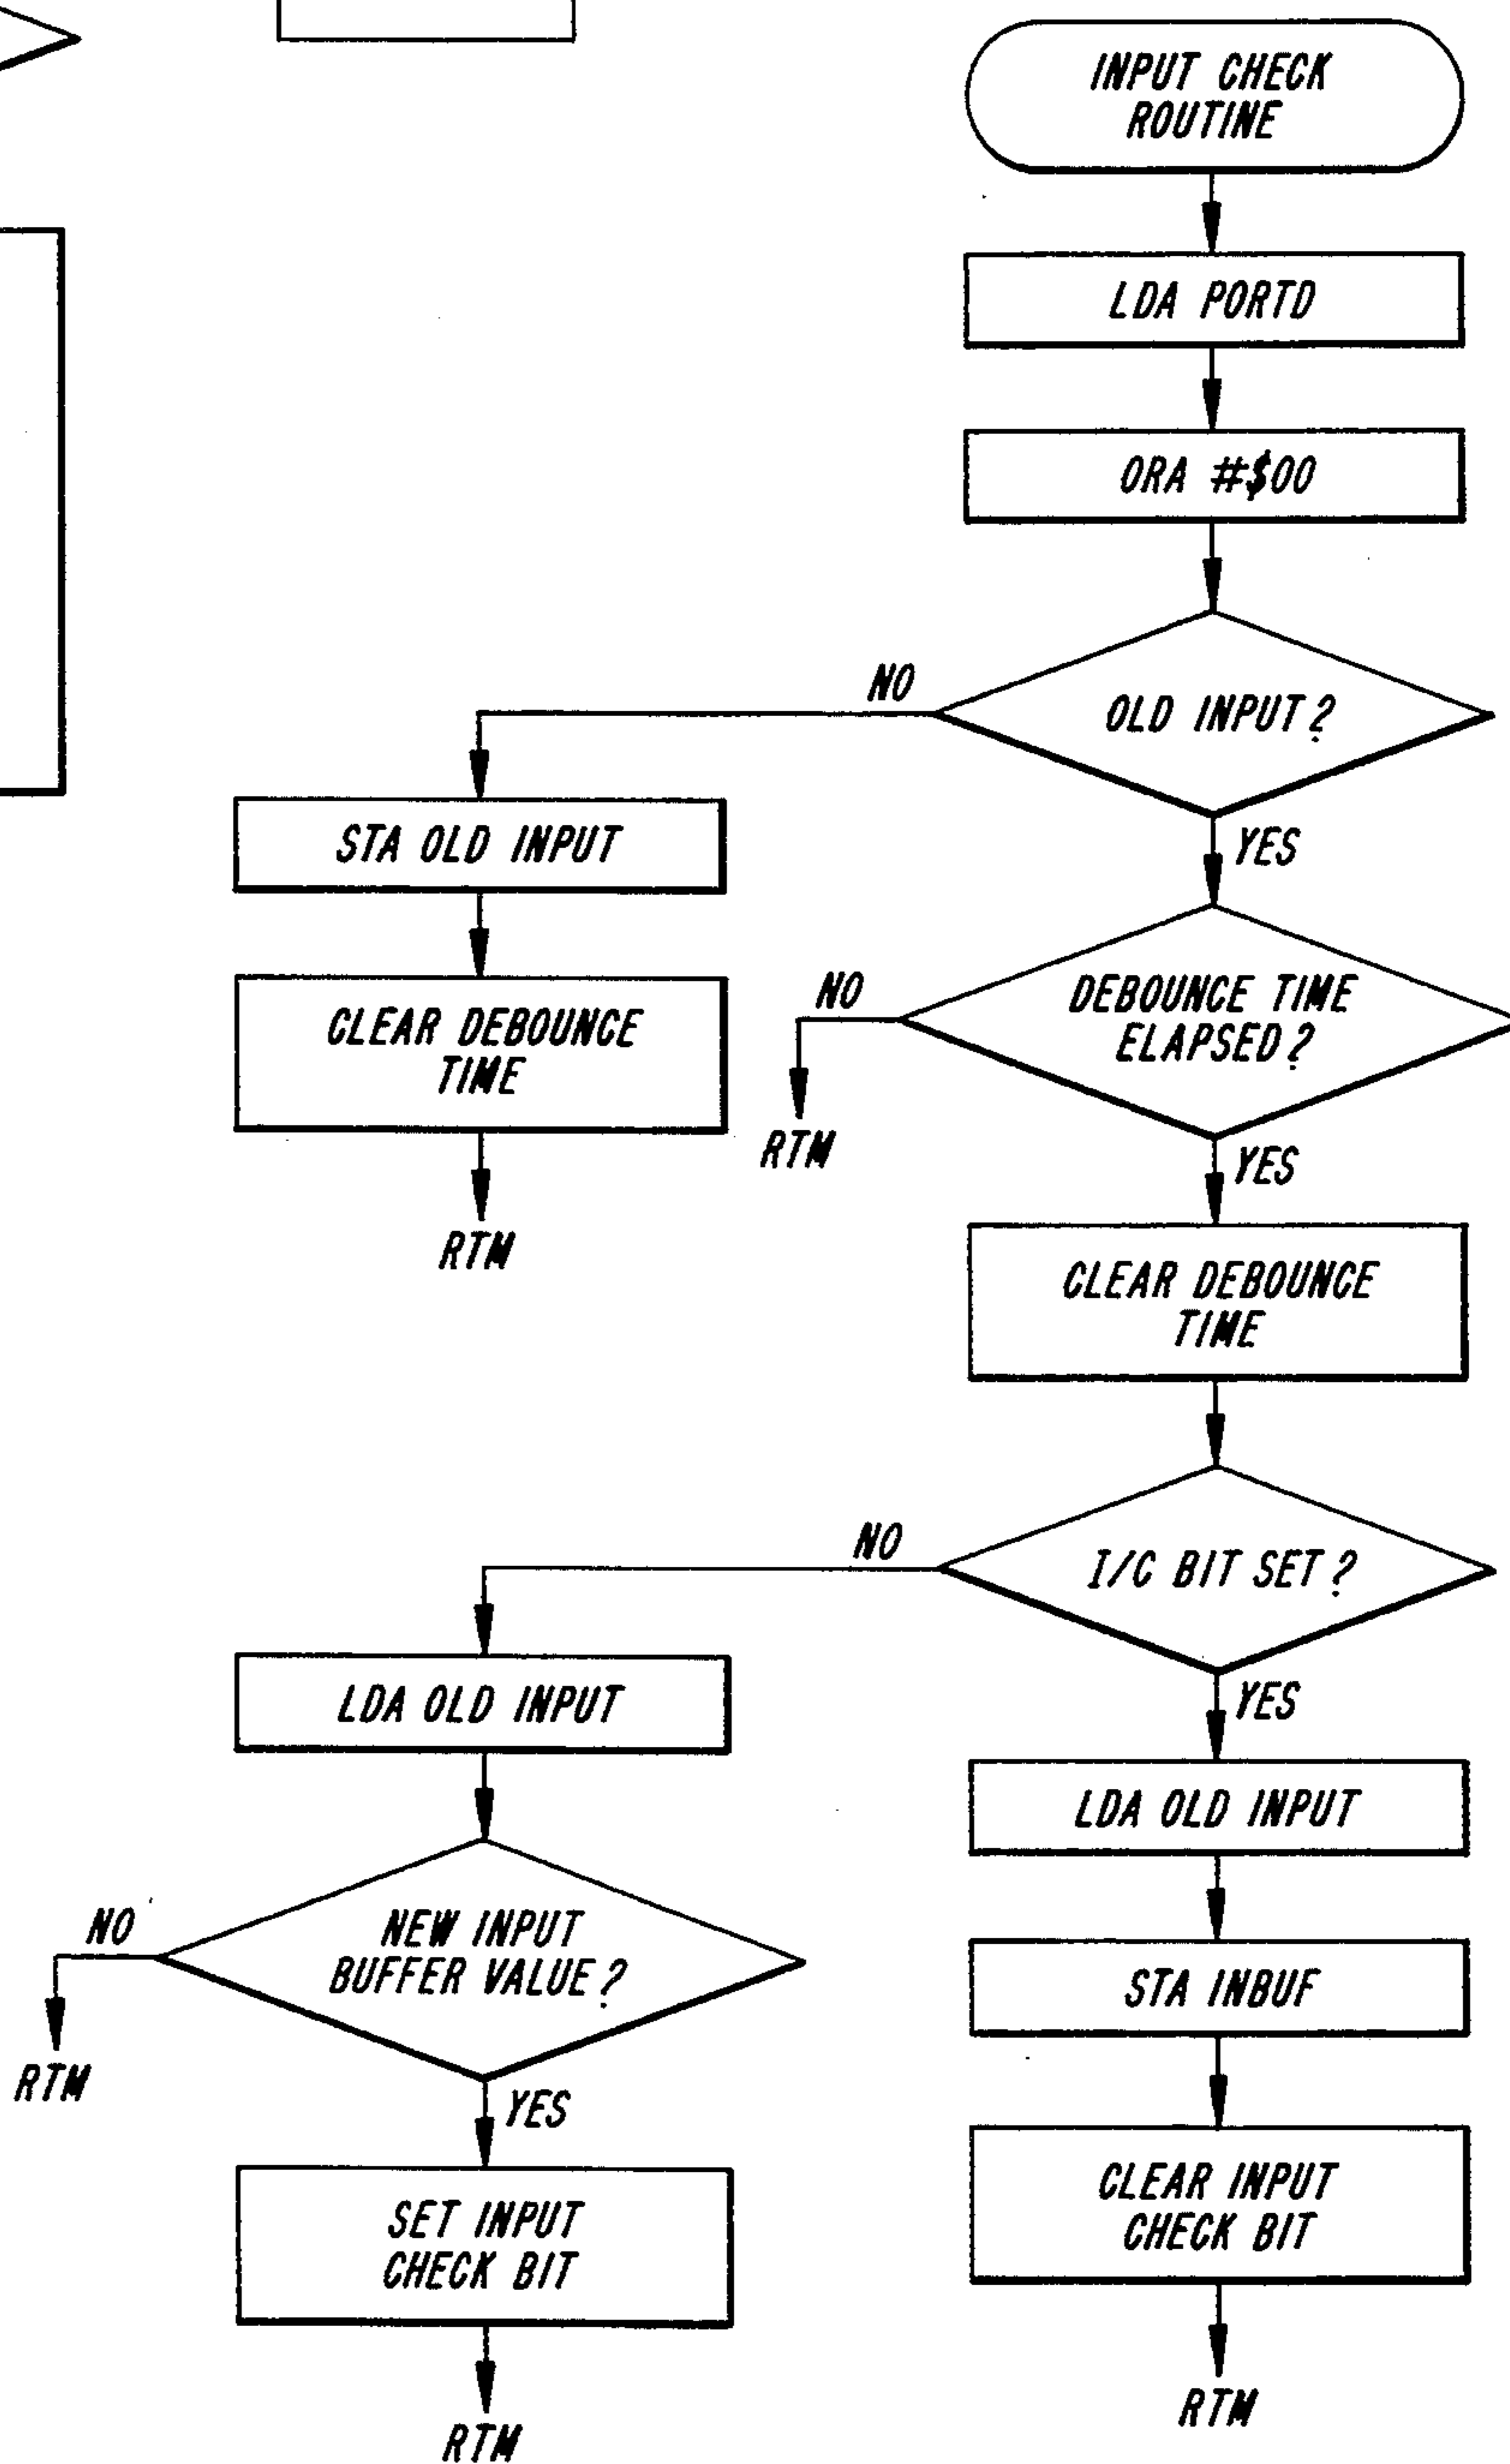 INPUT CHECK
ROUTINE
LDA PORTD
ORA #$00
OLD INPUT?
NO
YES
STA OLD INPUT
CLEAR DEBOUNCE
TIME
RTM
DEBOUNCE TIME
ELAPSED?
NO
RTM
YES
CLEAR DEBOUNCE
TIME
I/C BIT SET?
NO
YES
LDA OLD INPUT
NEW INPUT
BUFFER VALUE?
NO
RTM
YES
SET INPUT
CHECK BIT
RTM
LDA OLD INPUT
STA INBUF
CLEAR INPUT
CHECK BIT
RTM